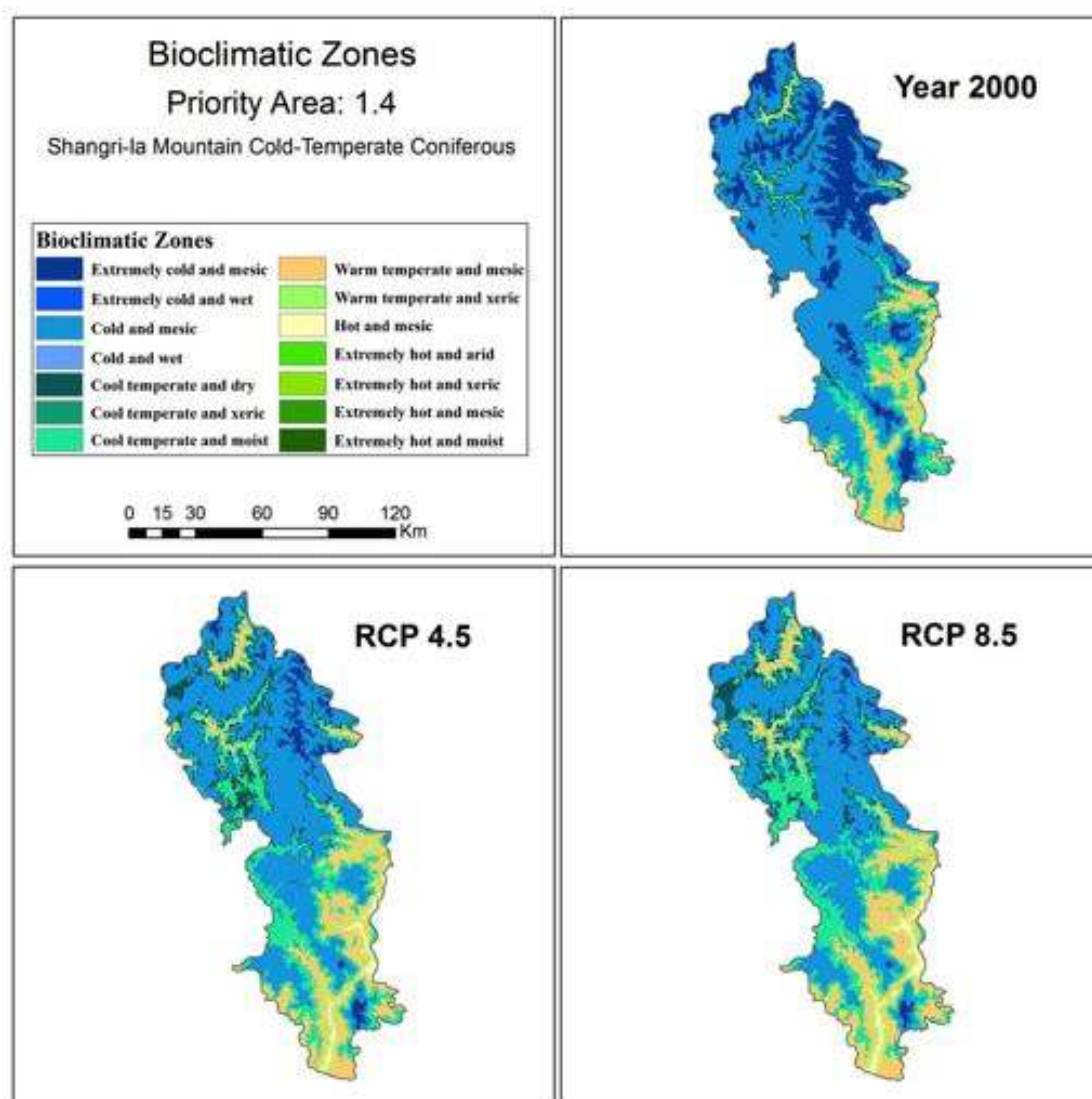 Bioclimatic Zones
Priority Area: 1.4
Shangri-la Mountain Cold-Temperate Coniferous
Bioclimatic Zones
Extremely cold and mesic
Extremely cold and wet
Cold and mesic
Cold and wet
Cool temperate and dry
Cool temperate and xeric
Cool temperate and moist
Warm temperate and mesic
Warm temperate and xeric
Hot and mesic
Extremely hot and arid
Extremely hot and xeric
Extremely hot and mesic
Extremely hot and moist
0 15 30 60 90 120
Km
Year 2000
RCP 4.5
RCP 8.5